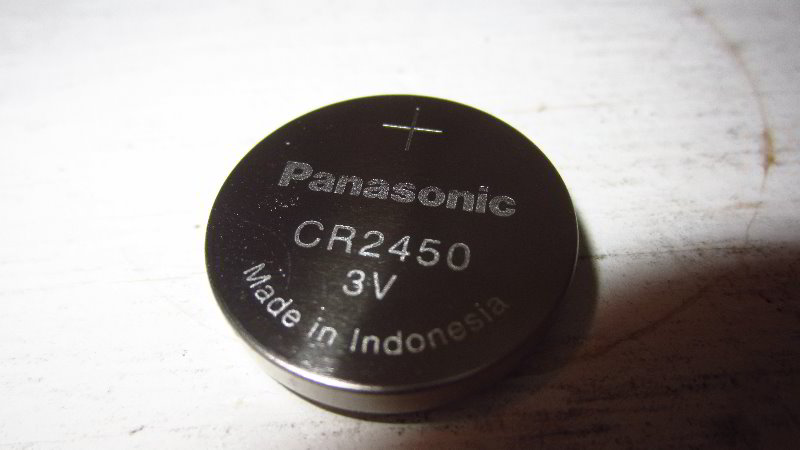 +
Panasonic
CR2450
3V
Made in Indonesia